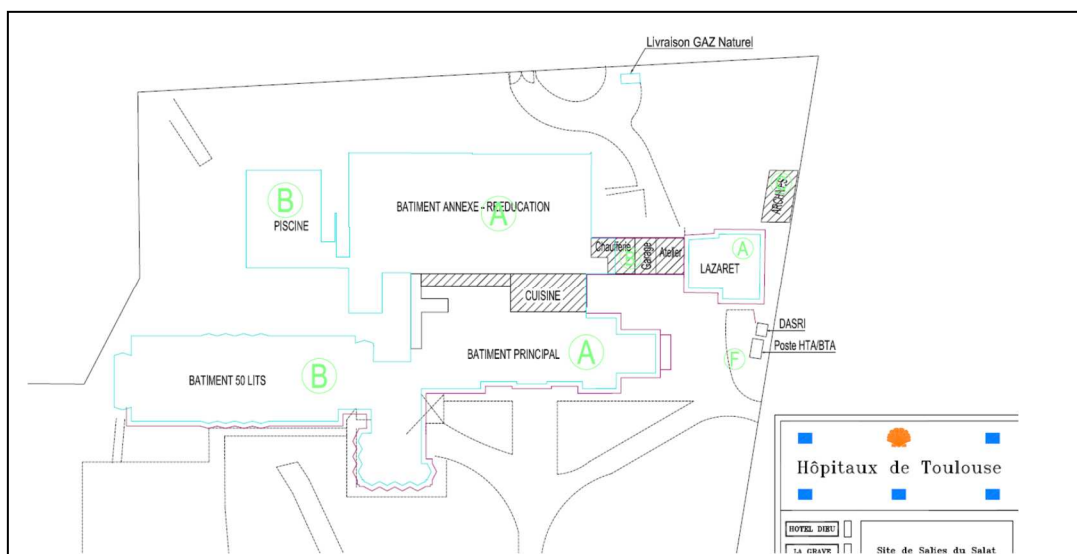 Livraison GAZ Naturel
B
PISCINE
BATIMENT ANNEXE - REEDUCATION
A
ARCHIVES
Chaufferie
Garage
Atelier
A
LAZARET
CUISINE
DASRI
Poste HTA/BTA
F
BATIMENT PRINCIPAL
A
BATIMENT 50 LITS
B
Hôpitaux de Toulouse
HOTEL DIEU
LA GRAVE
Site de Salies du Salat